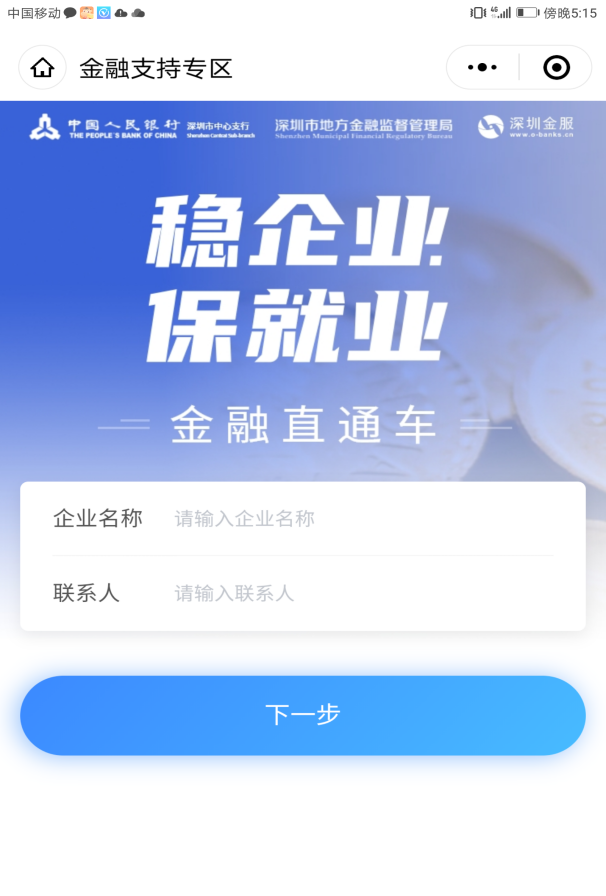 中国移动 傍晚5:15
金融支持专区
中国人民银行 深圳市中心支行 深圳市地方金融监督管理局 深圳金服
THE PEOPLE'S BANK OF CHINA Shenzhen Central Sub-branch Shenzhen Municipal Financial Regulatory Bureau www.o-banks.cn
稳企业!
保就业!
金融直通车
企业名称 请输入企业名称
联系人 请输入联系人
下一步